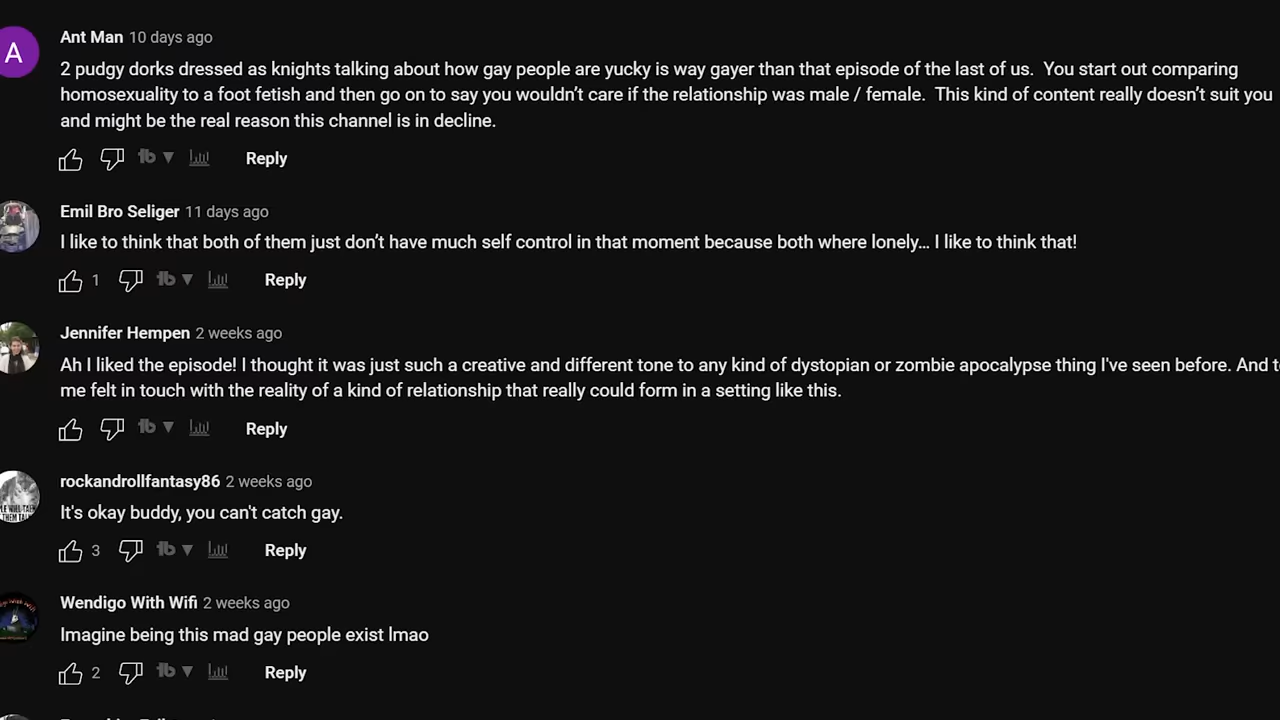 Ant Man 10 days ago
A
2 pudgy dorks dressed as knights talking about how gay people are yucky is way gayer than that episode of the last of us. You start out comparing
homosexuality to a foot fetish and then go on to say you wouldn't care if the relationship was male / female. This kind of content really doesn't suit you
and might be the real reason this channel is in decline.
Reply
Emil Bro Seliger 11 days ago
I like to think that both of them just don't have much self control in that moment because both where lonely... I like to think that!
1 Reply
Jennifer Hempen 2 weeks ago
Ah I liked the episode! I thought it was just such a creative and different tone to any kind of dystopian or zombie apocalypse thing I've seen before. And
me felt in touch with the reality of a kind of relationship that really could form in a setting like this.
Reply
rockandrollfantasy86 2 weeks ago
It's okay buddy, you can't catch gay.
3 Reply
Wendigo With Wifi 2 weeks ago
Imagine being this mad gay people exist lmao
2 Reply